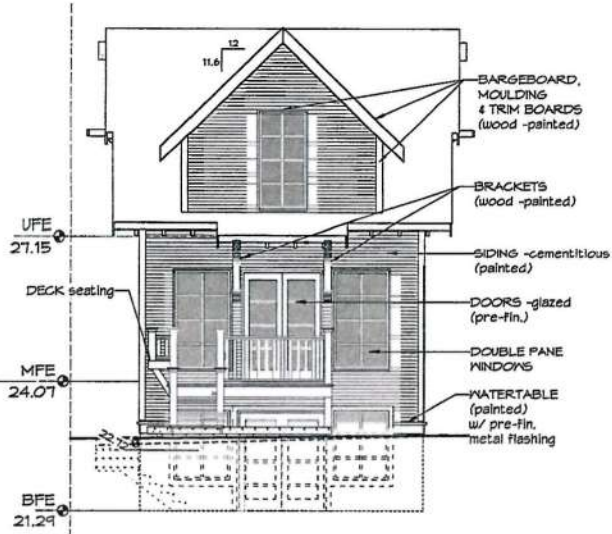 12
11.6
BARGEBOARD,
MOULDING
& TRIM BOARDS
(wood -painted)
BRACKETS
(wood -painted)
UFE
27.15
SIDING -cementitious
(painted)
DECK seating
DOORS -glazed
(pre-fin.)
DOUBLE PANE
WINDOWS
MFE
24.07
WATERTABLE
(painted)
w/ pre-fin.
metal flashing
BFE
21.29